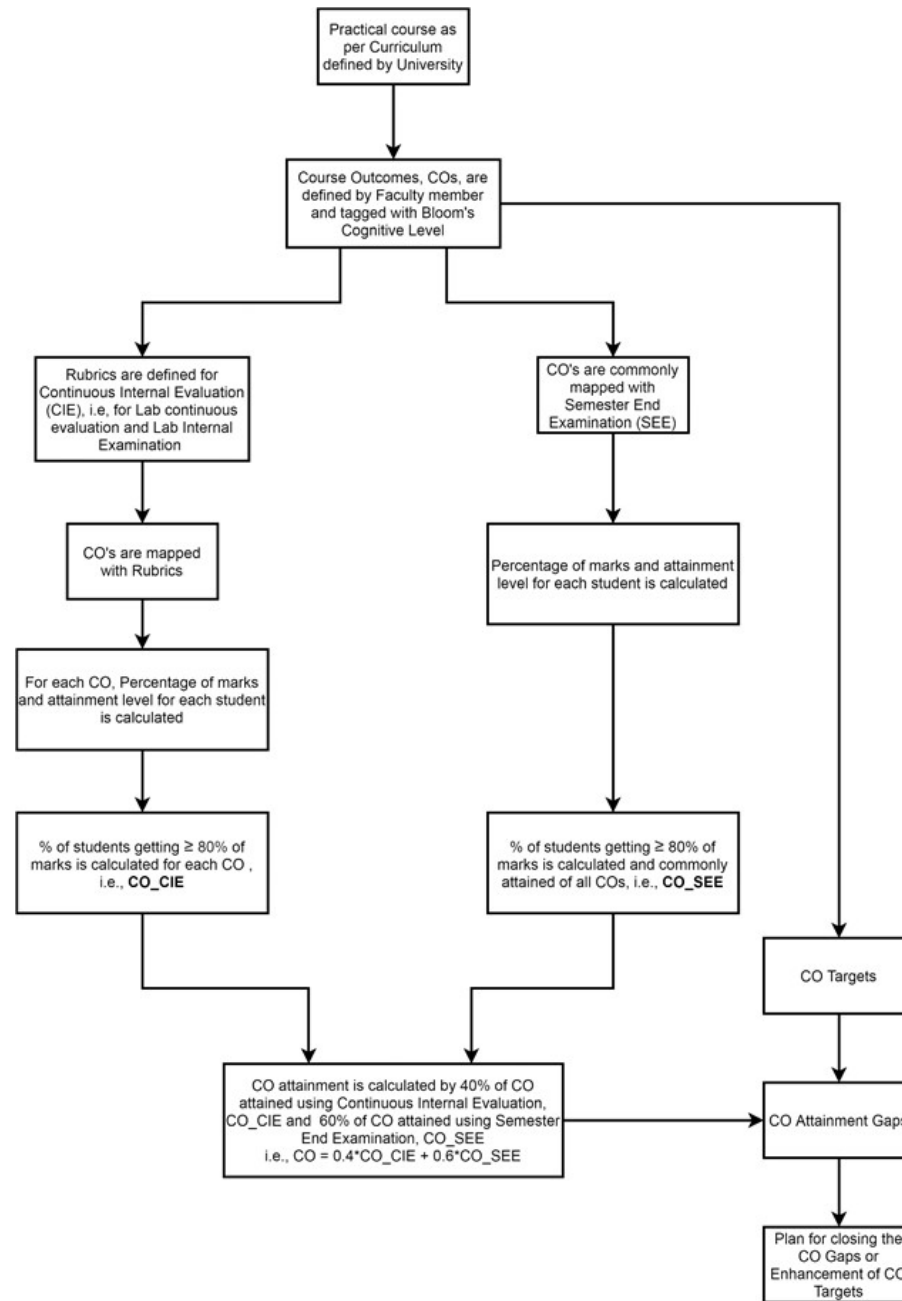 Practical course as
per Curriculum
defined by University
Course Outcomes, COs, are
defined by Faculty member
and tagged with Bloom's
Cognitive Level
Rubrics are defined for
Continuous Internal Evaluation
(CIE), i.e, for Lab continuous
evaluation and Lab Internal
Examination
CO's are commonly
mapped with
Semester End
Examination (SEE)
CO's are mapped
with Rubrics
Percentage of marks and attainment
level for each student is calculated
For each CO, Percentage of marks
and attainment level for each student
is calculated
% of students getting ≥ 80% of
marks is calculated for each CO ,
i.e., CO_CIE
% of students getting ≥ 80% of
marks is calculated and commonly
attained of all COs, i.e., CO_SEE
CO Targets
CO attainment is calculated by 40% of CO
attained using Continuous Internal Evaluation,
CO_CIE and 60% of CO attained using Semester
End Examination, CO_SEE
i.e., CO = 0.4*CO_CIE + 0.6*CO_SEE
CO Attainment Gaps
Plan for closing the
CO Gaps or
Enhancement of CO
Targets